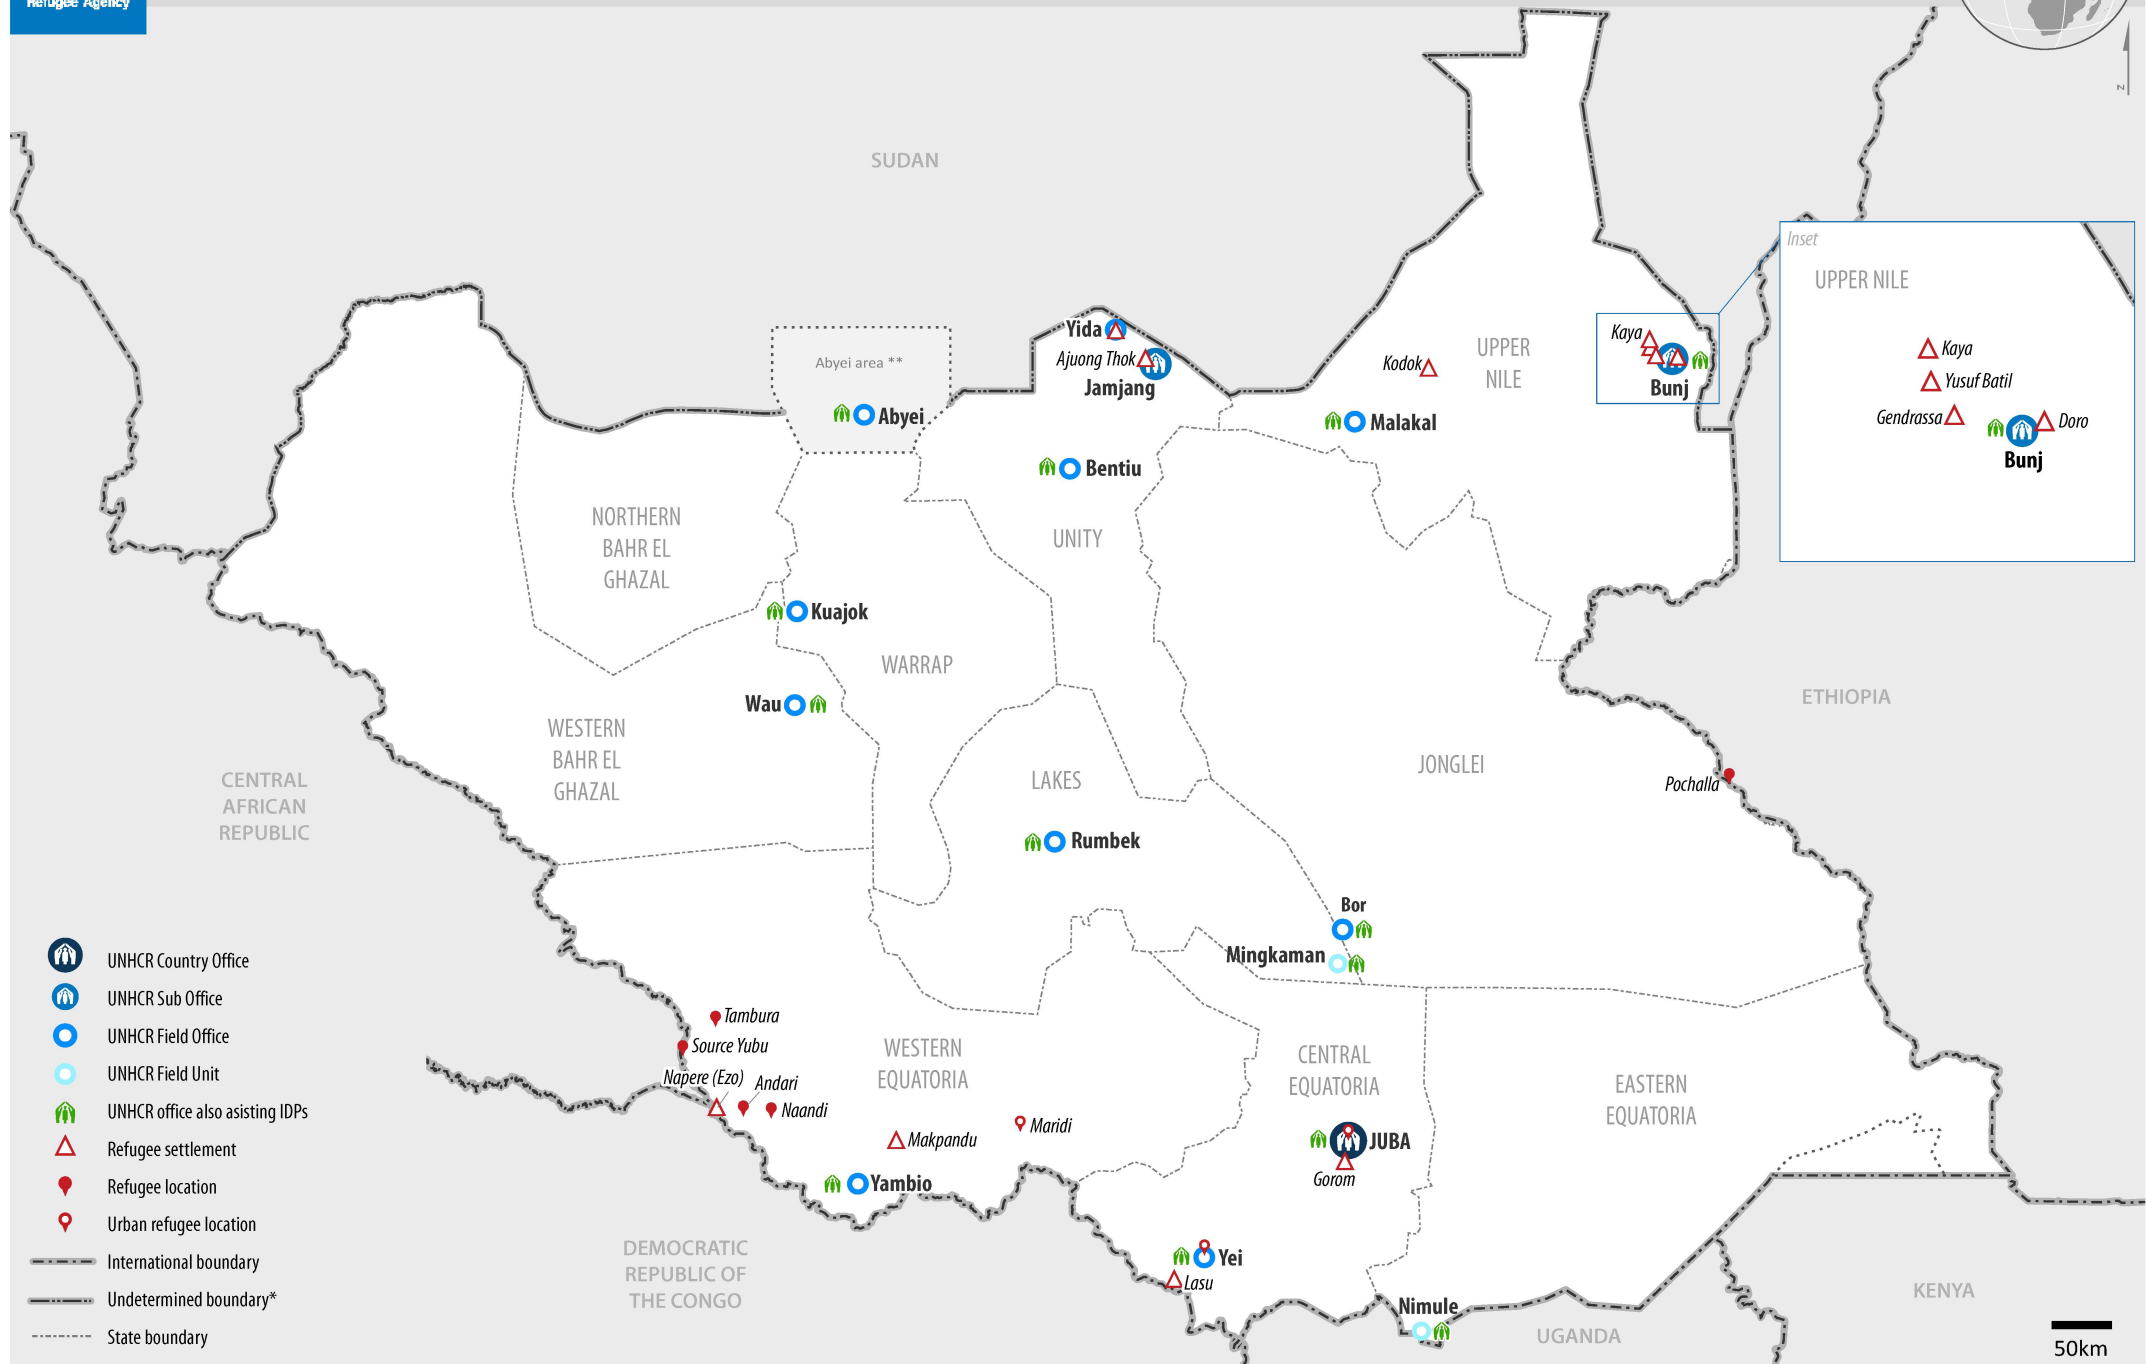 Refugee Agency
z
SUDAN
Inset
UPPER NILE
Kaya
Yusuf Batil
Gendrassa
Doro
Bunj
Yida
Ajuong Thok
Jamjang
Abyei area **
Abyei
Kodok
UPPER
NILE
Kaya
Bunj
Malakal
Bentiu
UNITY
NORTHERN
BAHR EL
GHAZAL
Kuajok
WARRAP
Wau
WESTERN
BAHR EL
GHAZAL
ETHIOPIA
JONGLEI
Pochalla
CENTRAL
AFRICAN
REPUBLIC
LAKES
Rumbek
Bor
Mingkaman
Tambura
Source Yubu
Napere (Ezo)
Andari
Naandi
WESTERN
EQUATORIA
Makpandu
Maridi
Yambio
CENTRAL
EQUATORIA
JUBA
Gorom
EASTERN
EQUATORIA
Yei
Lasu
Nimule
DEMOCRATIC
REPUBLIC OF
THE CONGO
UGANDA
KENYA
UNHCR Country Office
UNHCR Sub Office
UNHCR Field Office
UNHCR Field Unit
UNHCR office also asisting IDPs
Refugee settlement
Refugee location
Urban refugee location
International boundary
Undetermined boundary*
State boundary
50km